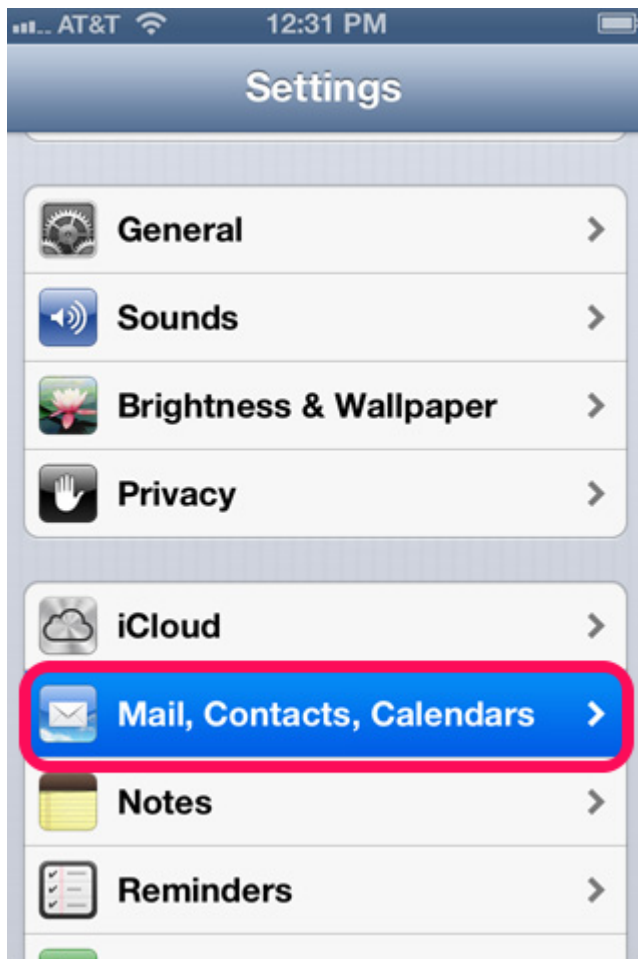 AT&T 12:31 PM
Settings
General
Sounds
Brightness & Wallpaper
Privacy
iCloud
Mail, Contacts, Calendars
Notes
Reminders